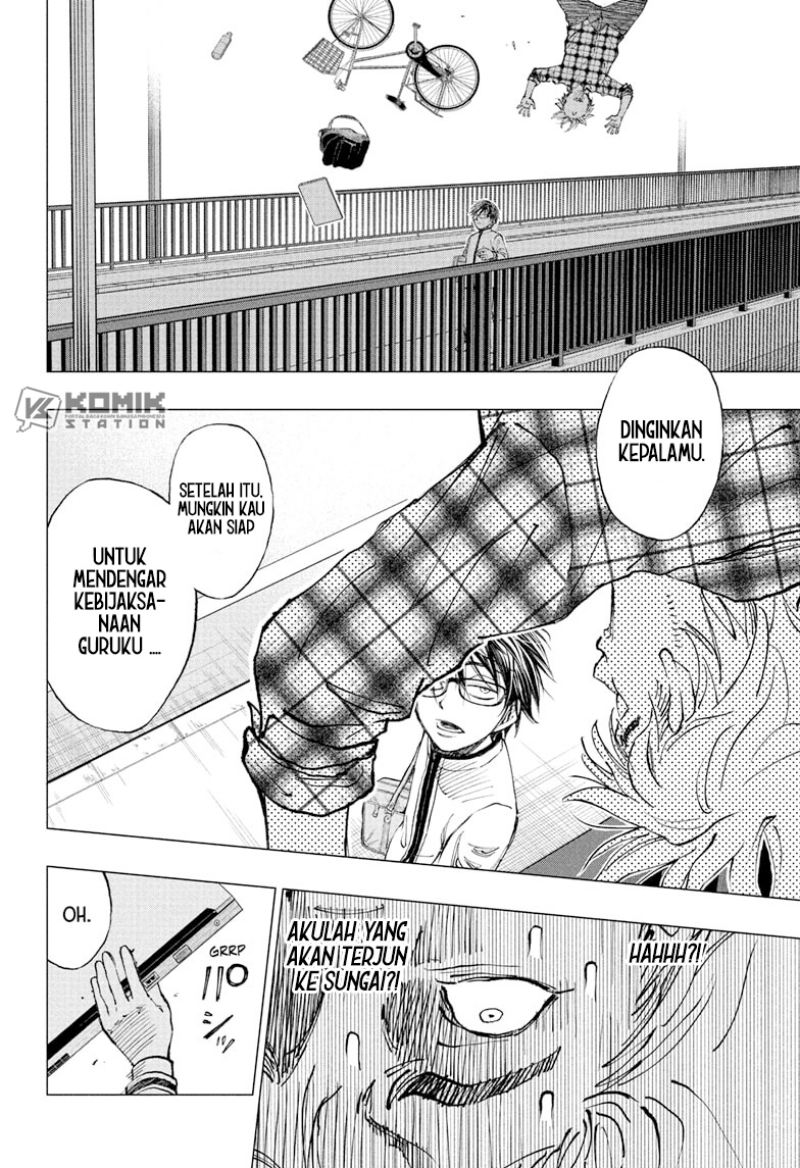 KOMIK
STATION
DINGINKAN
KEPALAMU.
SETELAH ITU,
MUNGKIN KAU
AKAN SIAP
UNTUK
MENDENGAR
KEBIJAKSA-
NAAN
GURUKU ....
HAHHH?!
AKULAH YANG
AKAN TERJUN
KE SUNGAI?!
OH.
GRRP